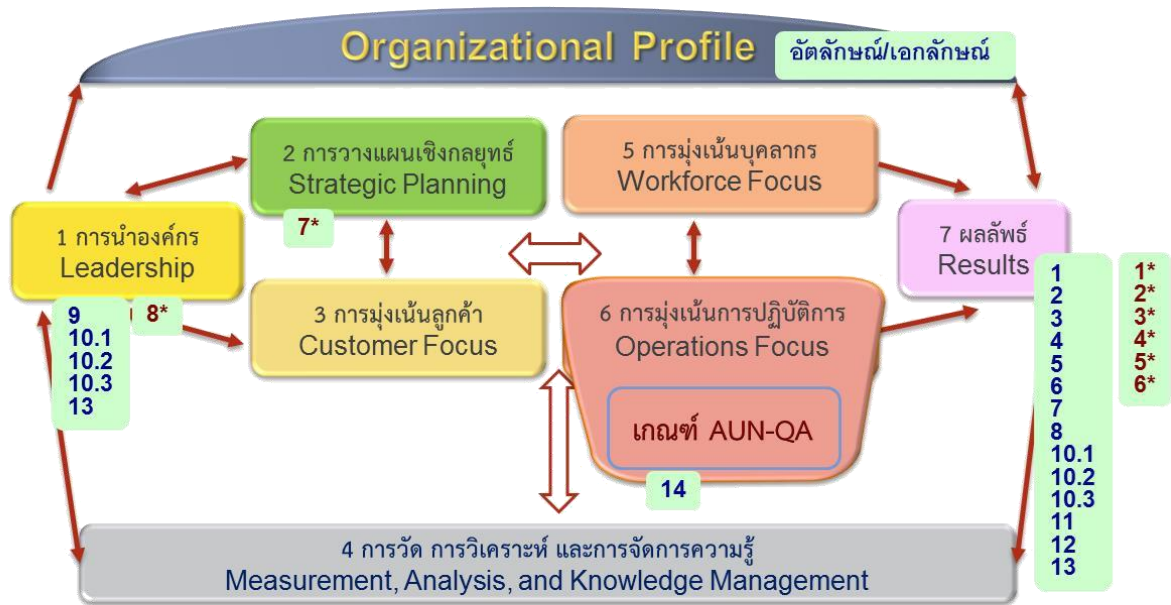 Organizational Profile
อัตลักษณ์/เอกลักษณ์
2 การวางแผนเชิงกลยุทธ์
Strategic Planning
7*
5 การมุ่งเน้นบุคลากร
Workforce Focus
1 การนำองค์กร
Leadership
9
10.1
10.2
10.3
13
8*
3 การมุ่งเน้นลูกค้า
Customer Focus
6 การมุ่งเน้นการปฏิบัติการ
Operations Focus
เกณฑ์ AUN-QA
14
7 ผลลัพธ์
Results
1
2
3
4
5
6
7
8
10.1
10.2
10.3
11
12
13
1*
2*
3*
4*
5*
6*
4 การวัด การวิเคราะห์ และการจัดการความรู้
Measurement, Analysis, and Knowledge Management